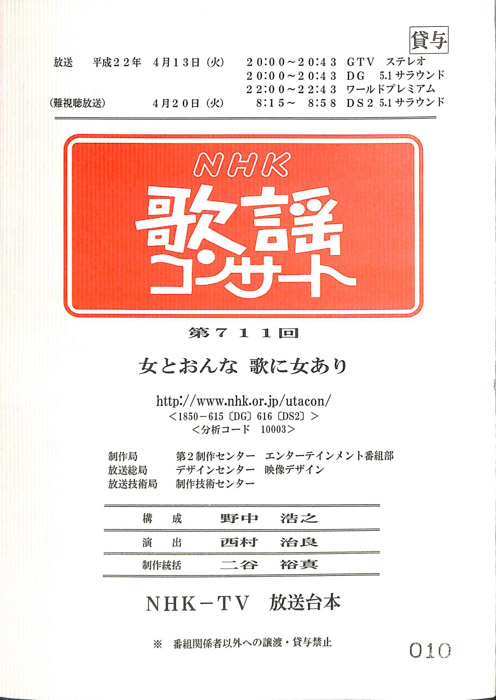 貸与
放送　平成２２年　４月１３日（火）　２０:００～２０:４３　ＧＴＶ　ステレオ
２０:００～２０:４３　ＤＧ　5.1サラウンド
２２:００～２２:４３　ワールドプレミアム
（難視聴放送）　４月２０日（火）　８:１５～　８:５８　ＤＳ２　5.1サラウンド
NHK
歌謡
コンサート
第７１１回
女とおんな 歌に女あり
http://www.nhk.or.jp/utacon/
＜1850－615〔DG〕616〔DS2〕＞
＜分析コード　10003＞
制作局　第２制作センター　エンターテインメント番組部
放送総局　デザインセンター　映像デザイン
放送技術局　制作技術センター
構　成　野中　浩之
演　出　西村　治良
制作統括　二谷　裕真
ＮＨＫ－ＴＶ　放送台本
※　番組関係者以外への譲渡・貸与禁止
010